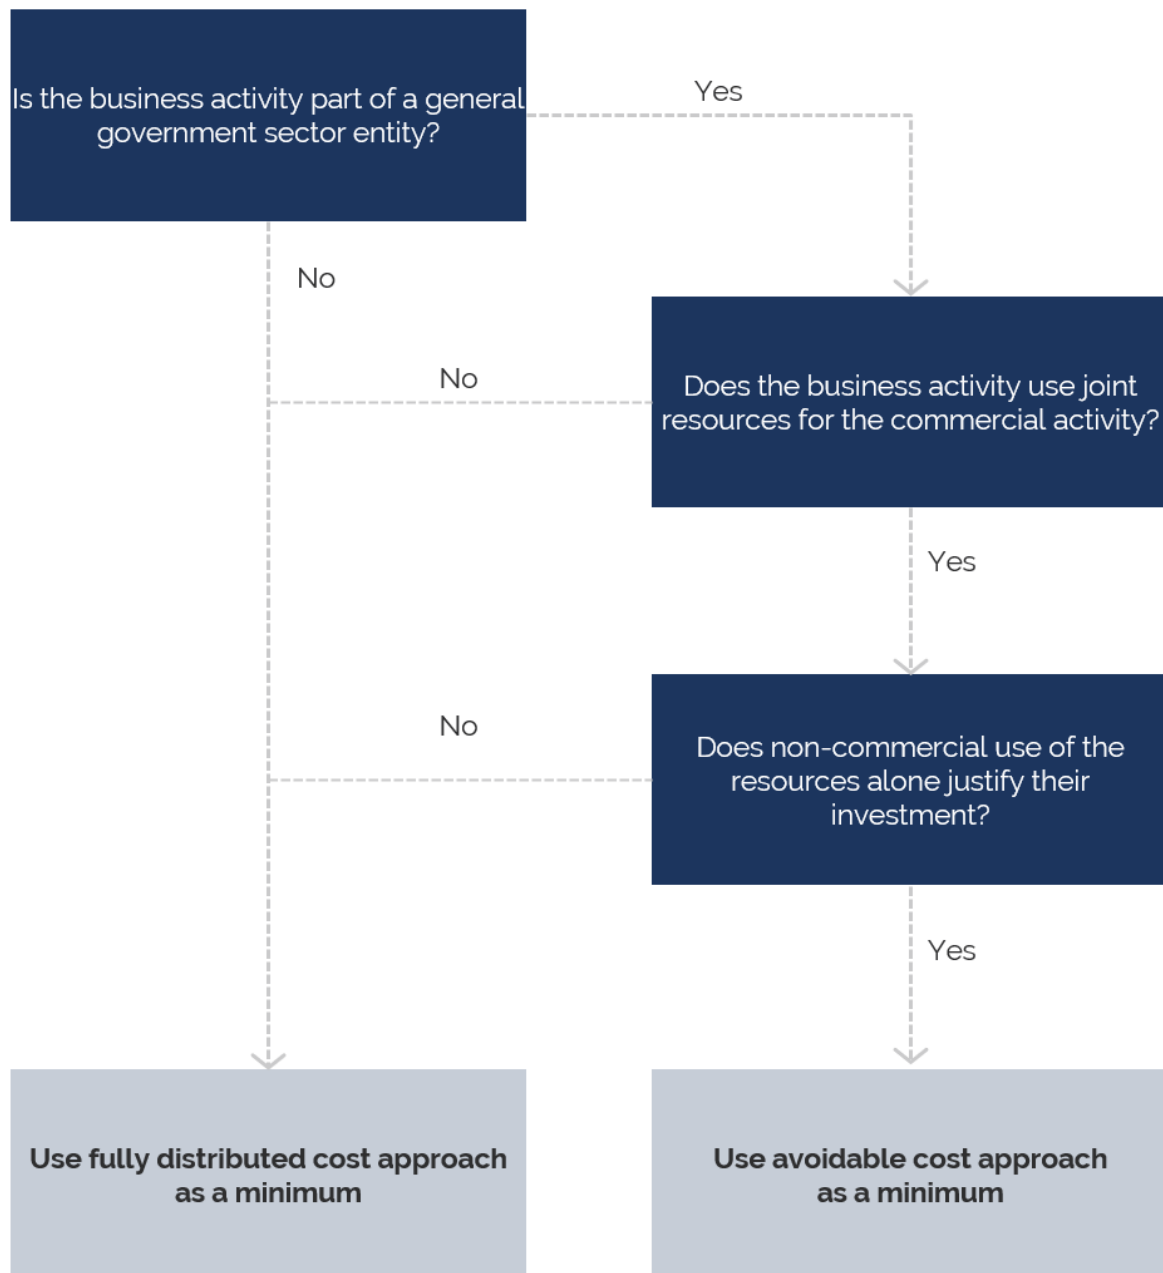 Is the business activity part of a general
government sector entity?
Yes
No
No
Does the business activity use joint
resources for the commercial activity?
Yes
No
Does non-commercial use of the
resources alone justify their
investment?
Yes
Use fully distributed cost approach
as a minimum
Use avoidable cost approach
as a minimum